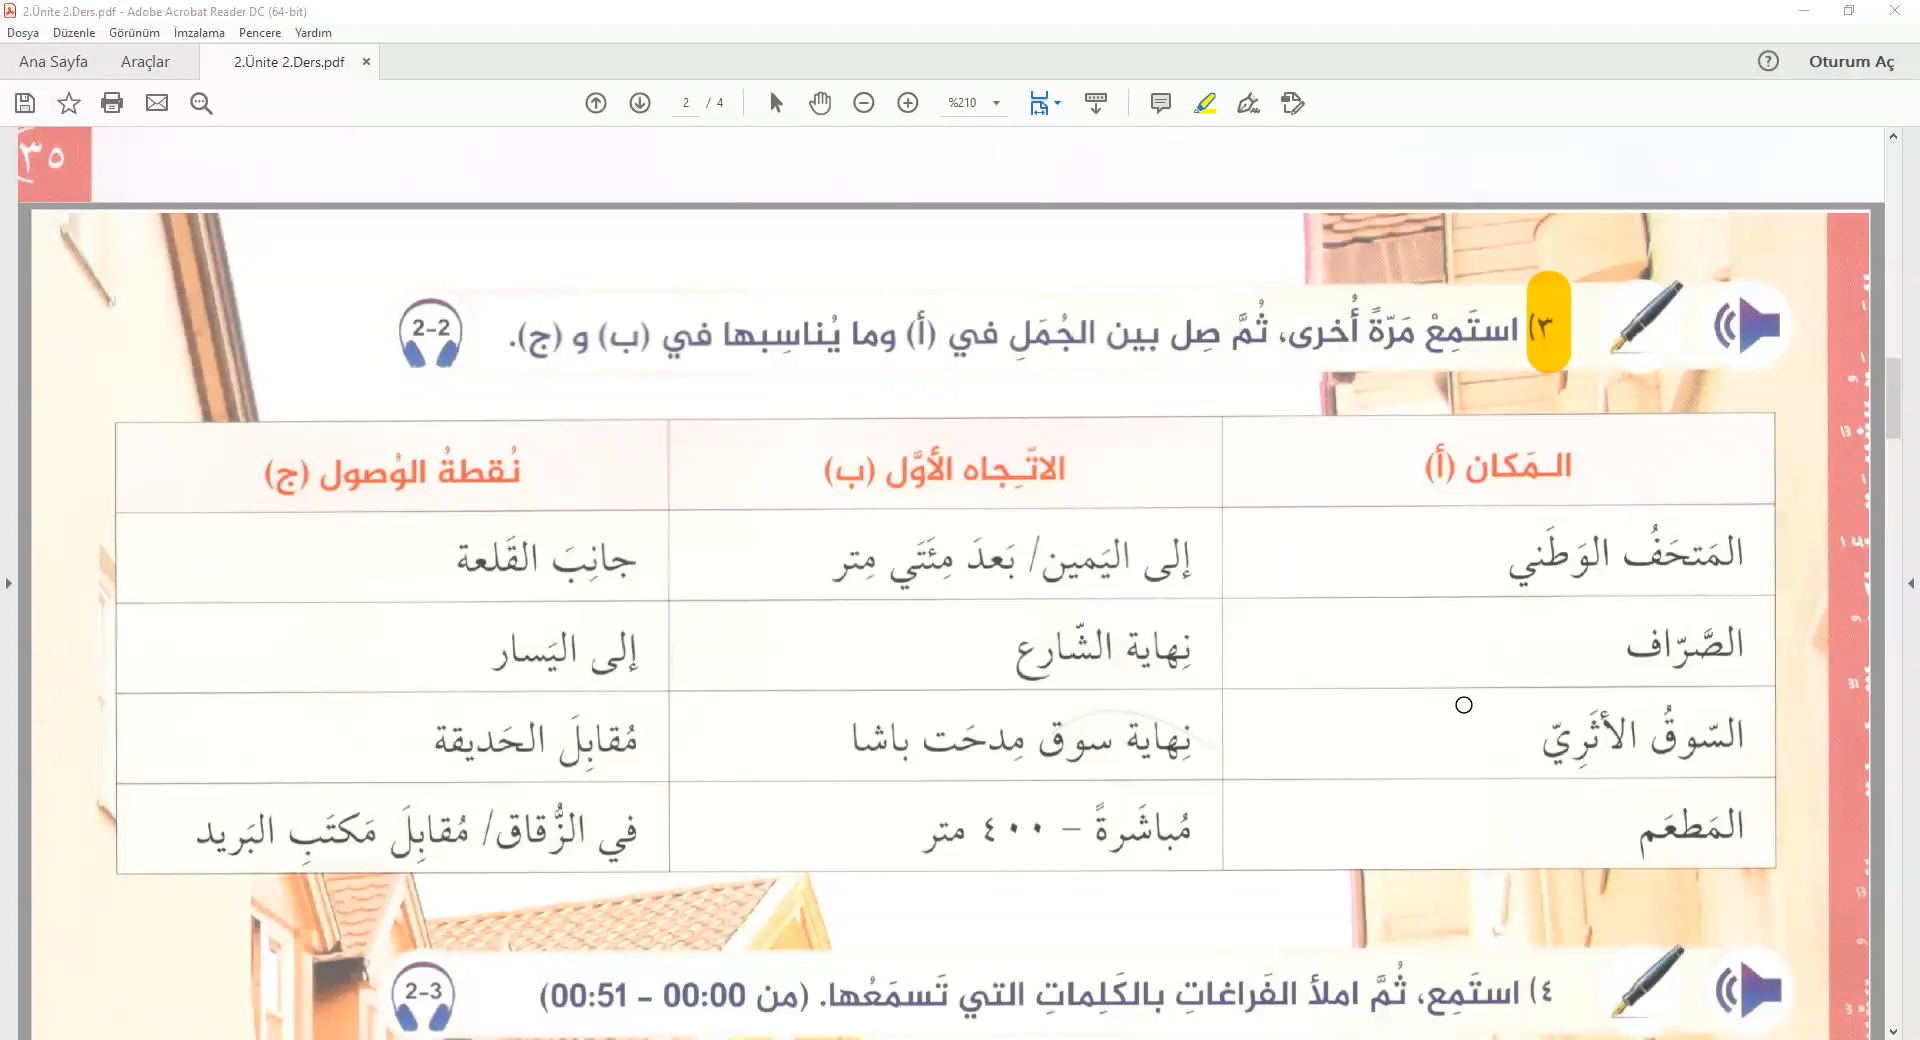 2.Ünite 2.Ders.pdf - Adobe Acrobat Reader DC (64-bit)
Dosya Düzenle Görünüm İmzalama Pencere Yardım
Ana Sayfa Araçlar 2.Ünite 2.Ders.pdf Oturum Aç
2 / 4 %210
٣٥
٣) استَمِعْ مَرّةً أُخرى، ثُمَّ صِل بين الجُمَلِ في (أ) وما يُناسِبها في (ب) و (ج).
2-2
الـمَكان (أ) الاتّـِجاه الأوَّل (ب) نُقطةُ الوُصول (ج)
المَتحَفُ الوَطَني إلى اليَمين/ بَعدَ مِئَتَي مِتر جانِبَ القَلعة
الصَّرّاف نِهاية الشّارع إلى اليَسار
السّوقُ الأثَرِيّ نِهاية سوق مِدحَت باشا مُقابِلَ الحَديقة
المَطعَم مُباشَرةً – ٤٠٠ متر في الزُّقاق/ مُقابِلَ مَكتَبِ البَريد
٤) استَمِع، ثُمَّ املأ الفَراغاتِ بالكَلِماتِ التي تَسمَعُها. (من 00:00 – 00:51)
2-3